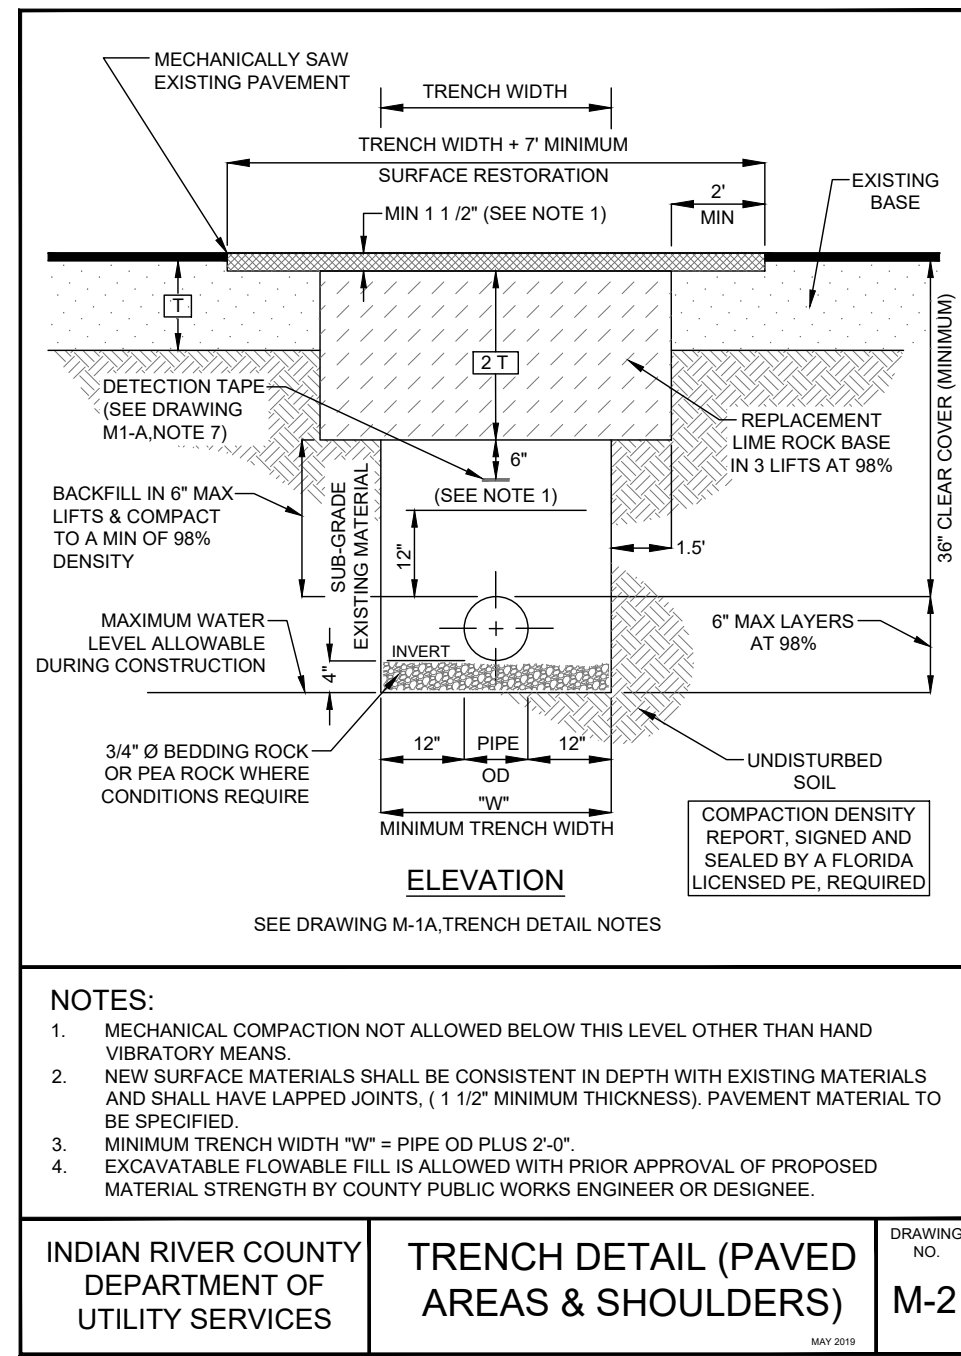 MECHANICALLY SAW
EXISTING PAVEMENT
TRENCH WIDTH
TRENCH WIDTH + 7' MINIMUM
SURFACE RESTORATION
MIN 1 1 /2" (SEE NOTE 1)
2'
MIN
EXISTING
BASE
T
2 T
DETECTION TAPE
(SEE DRAWING
M1-A,NOTE 7)
REPLACEMENT
LIME ROCK BASE
IN 3 LIFTS AT 98%
36" CLEAR COVER (MINIMUM)
6"
(SEE NOTE 1)
BACKFILL IN 6" MAX
LIFTS & COMPACT
TO A MIN OF 98%
DENSITY
SUB-GRADE
EXISTING MATERIAL
12"
1.5'
MAXIMUM WATER
LEVEL ALLOWABLE
DURING CONSTRUCTION
6" MAX LAYERS
AT 98%
INVERT
4"
3/4" Ø BEDDING ROCK
OR PEA ROCK WHERE
CONDITIONS REQUIRE
12"
PIPE
OD
12"
"W"
MINIMUM TRENCH WIDTH
UNDISTURBED
SOIL
COMPACTION DENSITY
REPORT, SIGNED AND
SEALED BY A FLORIDA
LICENSED PE, REQUIRED
ELEVATION
SEE DRAWING M-1A,TRENCH DETAIL NOTES
NOTES:
1. MECHANICAL COMPACTION NOT ALLOWED BELOW THIS LEVEL OTHER THAN HAND
VIBRATORY MEANS.
2. NEW SURFACE MATERIALS SHALL BE CONSISTENT IN DEPTH WITH EXISTING MATERIALS
AND SHALL HAVE LAPPED JOINTS, ( 1 1/2" MINIMUM THICKNESS). PAVEMENT MATERIAL TO
BE SPECIFIED.
3. MINIMUM TRENCH WIDTH "W" = PIPE OD PLUS 2'-0".
4. EXCAVATABLE FLOWABLE FILL IS ALLOWED WITH PRIOR APPROVAL OF PROPOSED
MATERIAL STRENGTH BY COUNTY PUBLIC WORKS ENGINEER OR DESIGNEE.
INDIAN RIVER COUNTY
DEPARTMENT OF
UTILITY SERVICES
TRENCH DETAIL (PAVED
AREAS & SHOULDERS)
MAY 2019
DRAWING
NO.
M-2